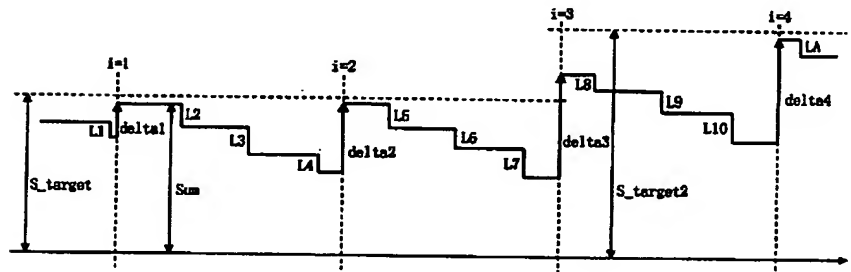 i=3
i=4
LA
i=1
i=2
L8
L2
L5
L9
delta4
L1
delta1
L3
L6
L10
L4
delta2
L7
delta3
S_target
Sum
S_target2